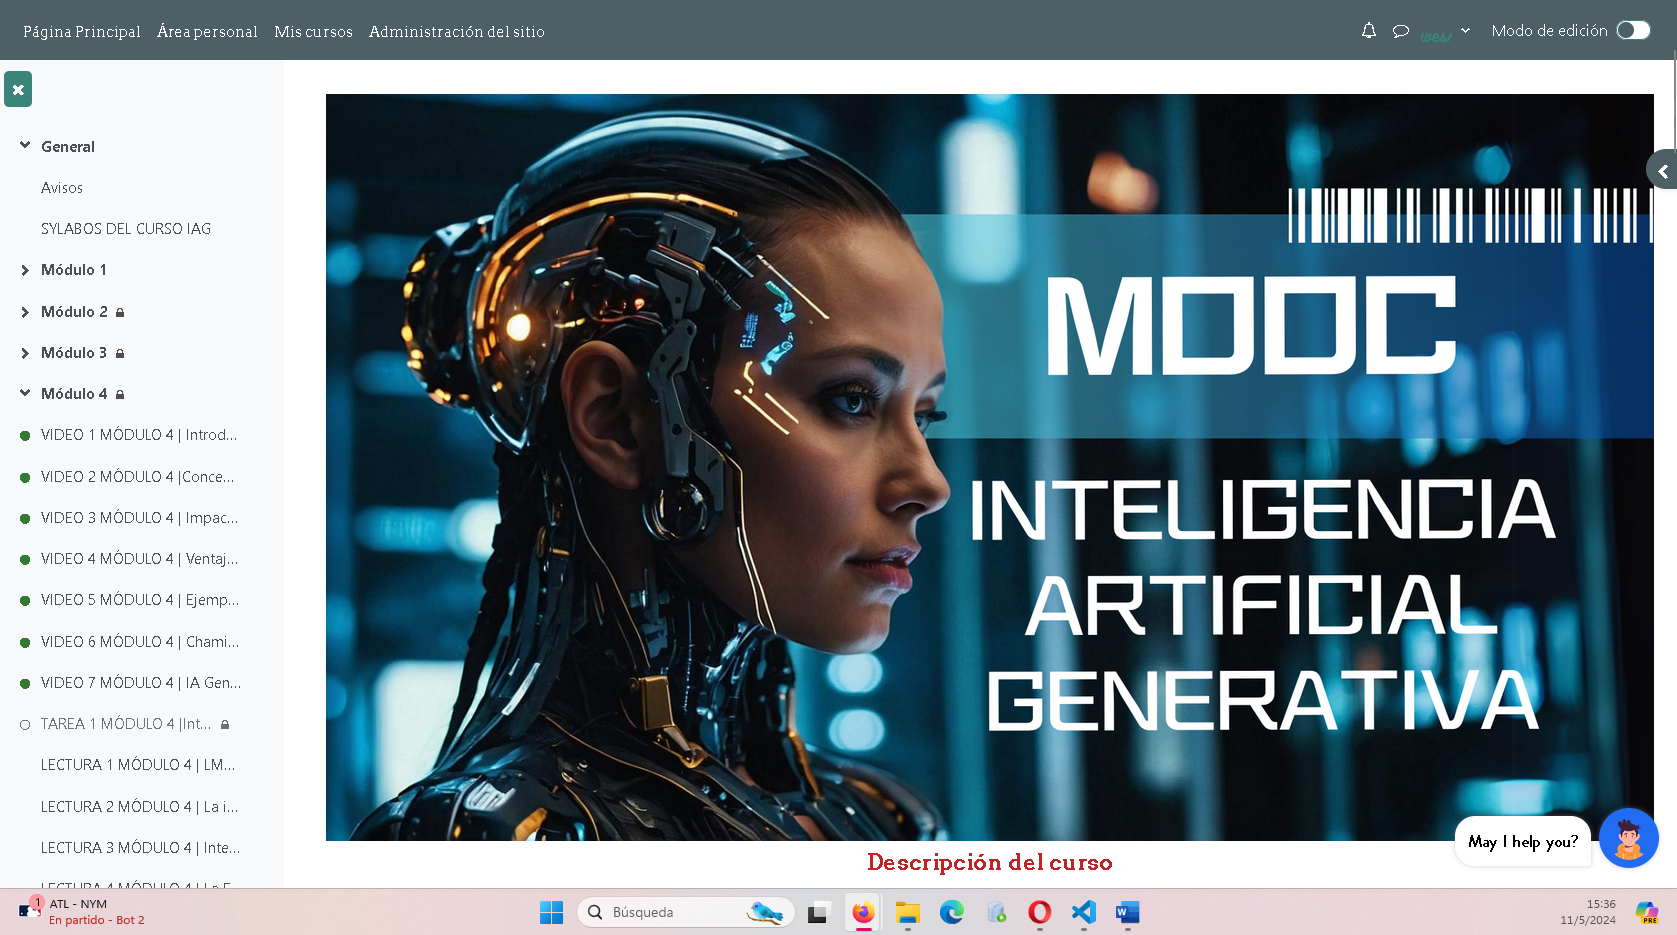 Página Principal Área personal Mis cursos Administración del sitio
Modo de edición
General
Avisos
SYLABOS DEL CURSO IAG
Módulo 1
Módulo 2
Módulo 3
Módulo 4
VIDEO 1 MÓDULO 4 | Introd...
VIDEO 2 MÓDULO 4 |Conce...
VIDEO 3 MÓDULO 4 | Impac...
VIDEO 4 MÓDULO 4 | Ventaj...
VIDEO 5 MÓDULO 4 | Ejemp...
VIDEO 6 MÓDULO 4 | Chami...
VIDEO 7 MÓDULO 4 | IA Gen...
TAREA 1 MÓDULO 4 |Int...
LECTURA 1 MÓDULO 4 | LM...
LECTURA 2 MÓDULO 4 | La i...
LECTURA 3 MÓDULO 4 | Inte...
MOOC
INTELIGENCIA
ARTIFICIAL
GENERATIVA
May I help you?
Descripción del curso
1
ATL - NYM
En partido - Bot 2
Búsqueda
15:36
11/5/2024
PRE